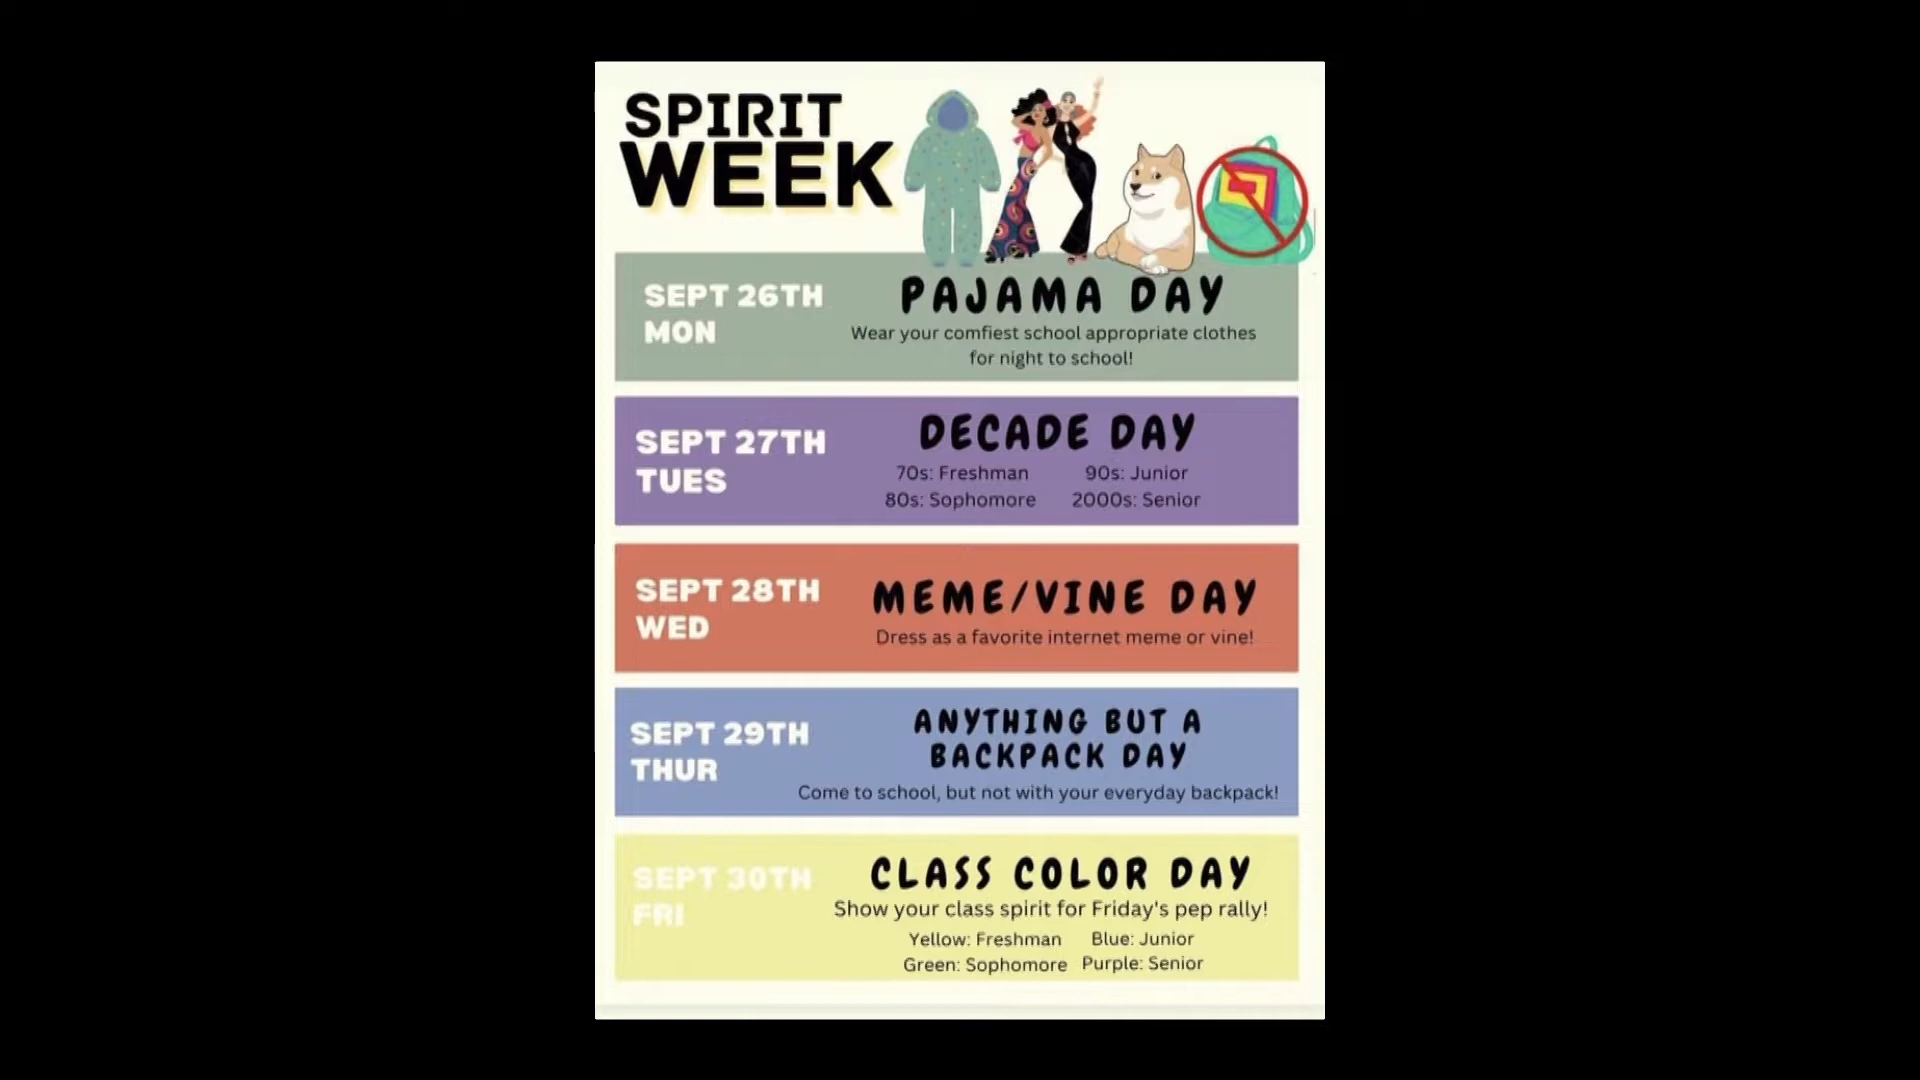 SPIRIT
WEEK
SEPT 26TH
MON
PAJAMA DAY
Wear your comfiest school appropriate clothes
for night to school!
SEPT 27TH
TUES
DECADE DAY
70s: Freshman 90s: Junior
80s: Sophomore 2000s: Senior
SEPT 28TH
WED
MEME/VINE DAY
Dress as a favorite internet meme or vine!
SEPT 29TH
THUR
ANYTHING BUT A
BACKPACK DAY
Come to school, but not with your everyday backpack!
SEPT 30TH
FRI
CLASS COLOR DAY
Show your class spirit for Friday's pep rally!
Yellow: Freshman Blue: Junior
Green: Sophomore Purple: Senior